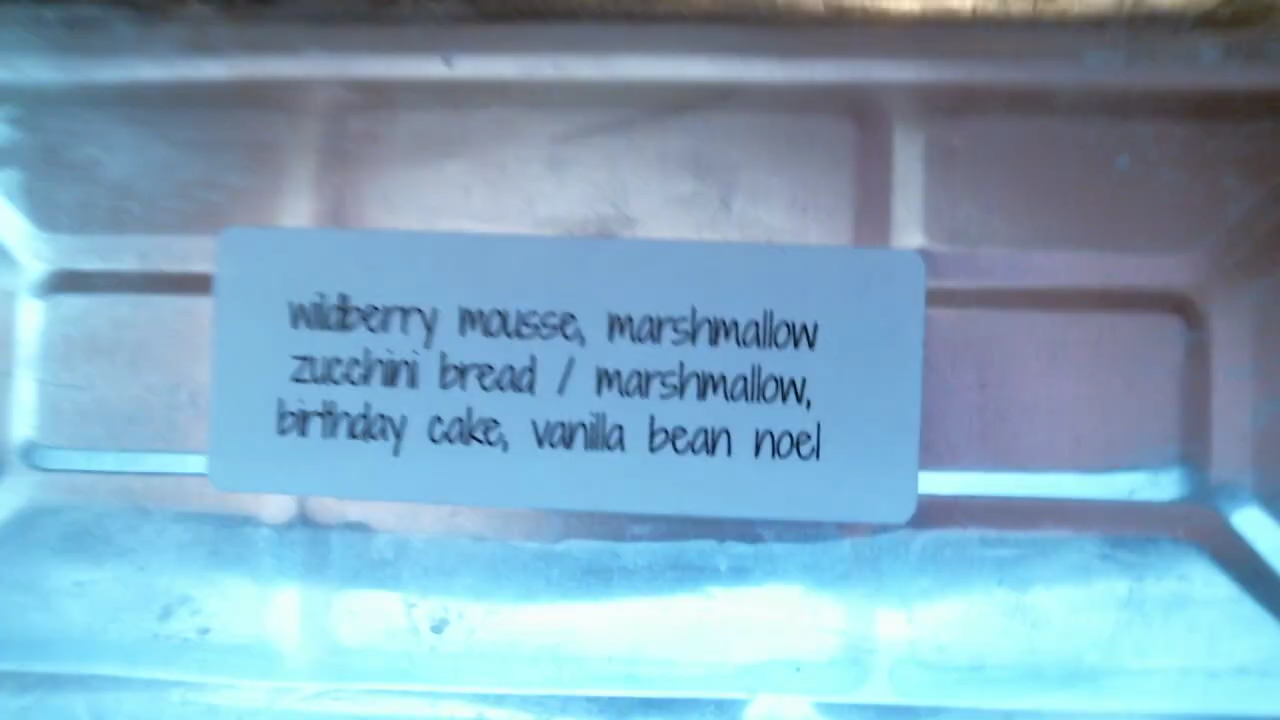 wildberry mousse, marshmallow
zucchini bread / marshmallow,
birthday cake, vanilla bean noel